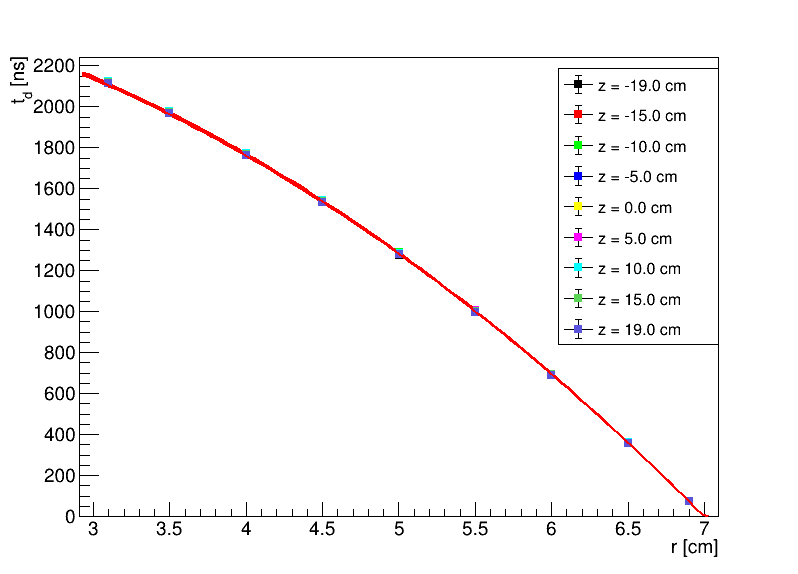 t_d [ns]
2200
2000
1800
1600
1400
1200
1000
800
600
400
200
0
3 3.5 4 4.5 5 5.5 6 6.5 7
r [cm]
z = -19.0 cm
z = -15.0 cm
z = -10.0 cm
z = -5.0 cm
z = 0.0 cm
z = 5.0 cm
z = 10.0 cm
z = 15.0 cm
z = 19.0 cm